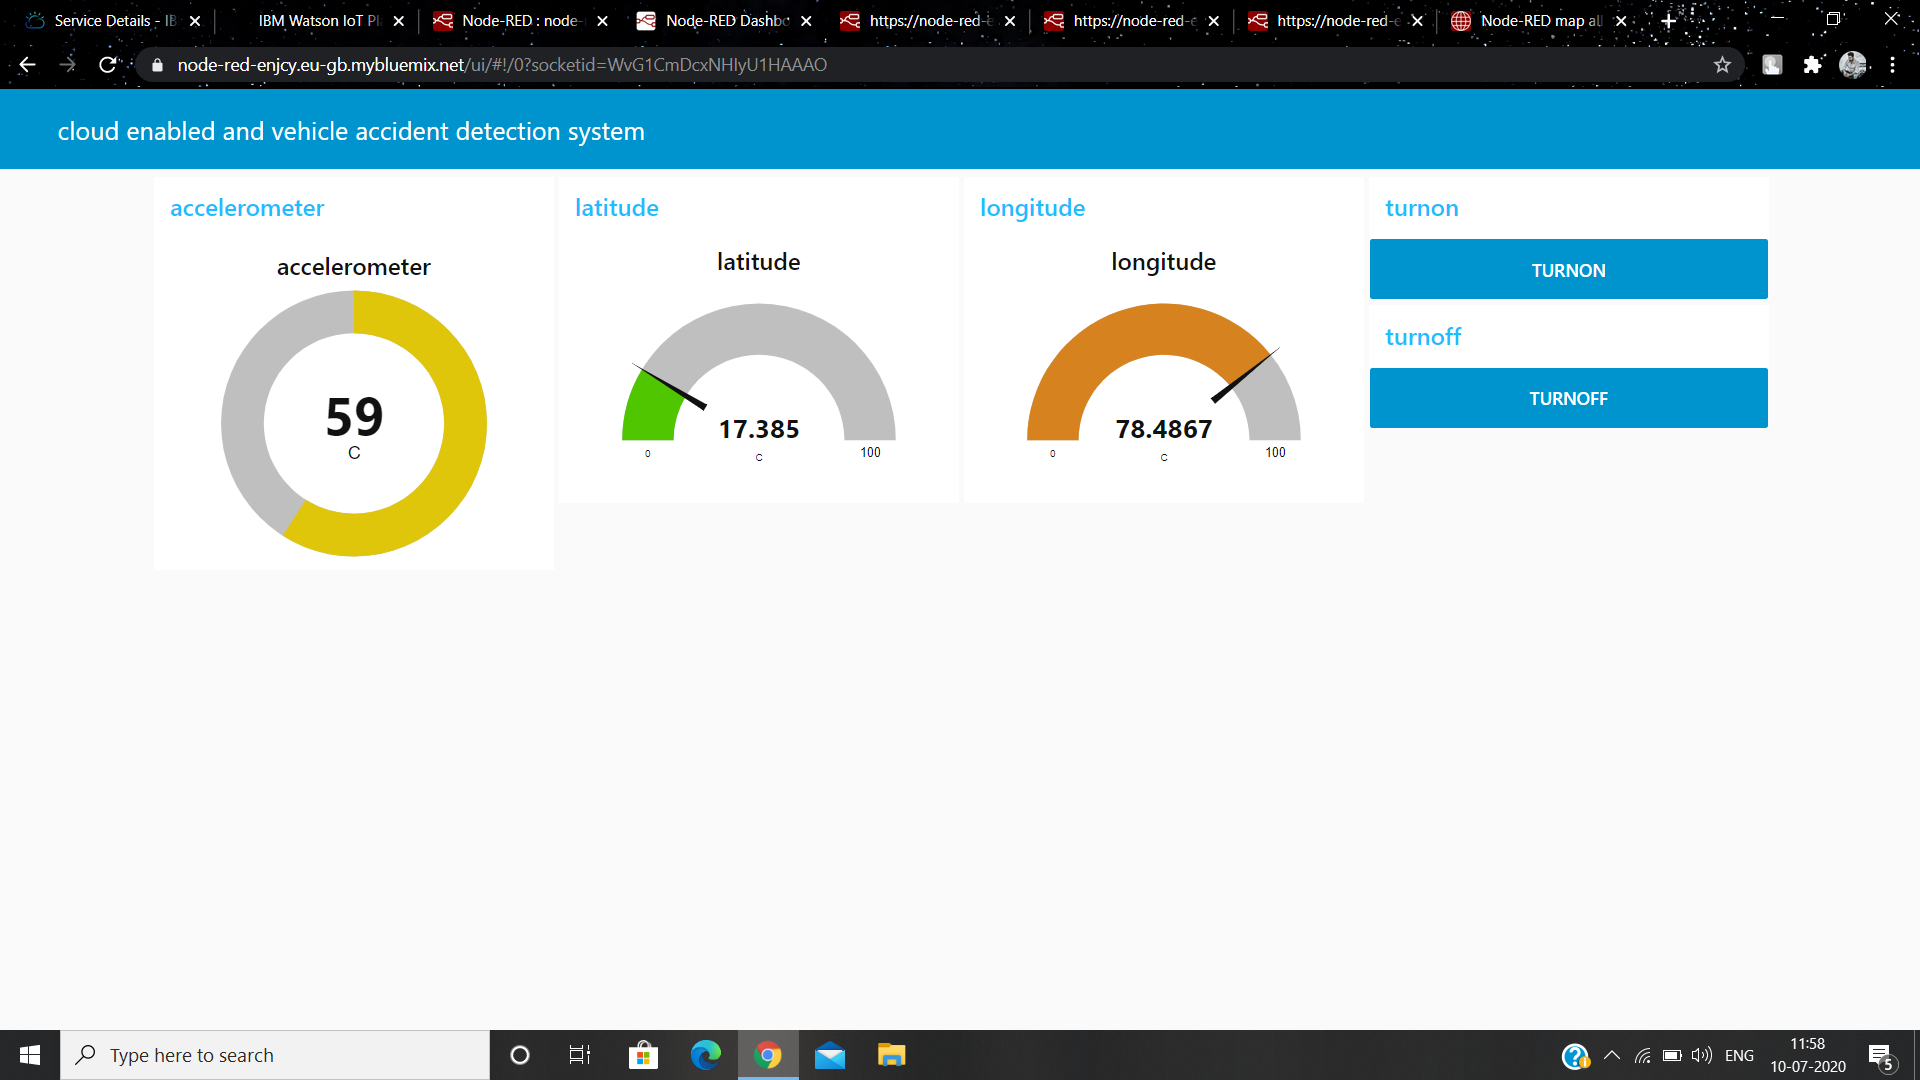 Service Details - IB
IBM Watson IoT Pl
Node-RED : node-
Node-RED Dashbo
https://node-red-e
https://node-red-e
https://node-red-e
Node-RED map all
node-red-enjcy.eu-gb.mybluemix.net/ui/#!/0?socketid=WvG1CmDcxNHIyU1HAAAO
cloud enabled and vehicle accident detection system
accelerometer
accelerometer
59
C
latitude
latitude
17.385
C
0
100
longitude
longitude
78.4867
C
0
100
turnon
TURNON
turnoff
TURNOFF
Type here to search
ENG
11:58
10-07-2020
5